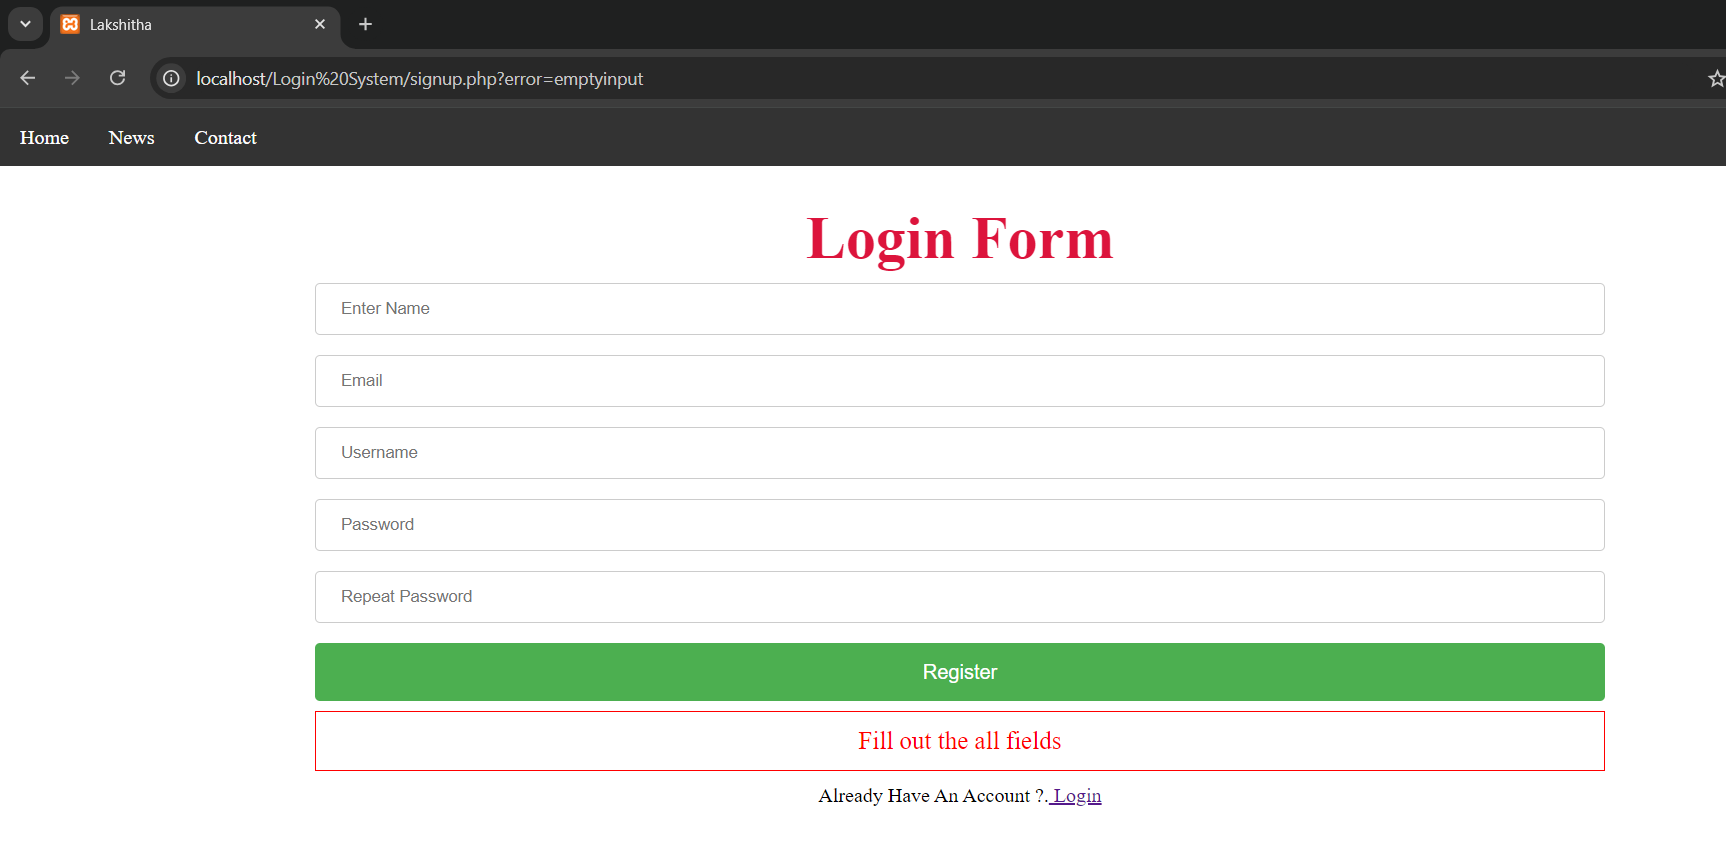 Lakshitha
localhost/Login%20System/signup.php?error=emptyinput
Home News Contact
Login Form
Enter Name
Email
Username
Password
Repeat Password
Register
Fill out the all fields
Already Have An Account ?. Login